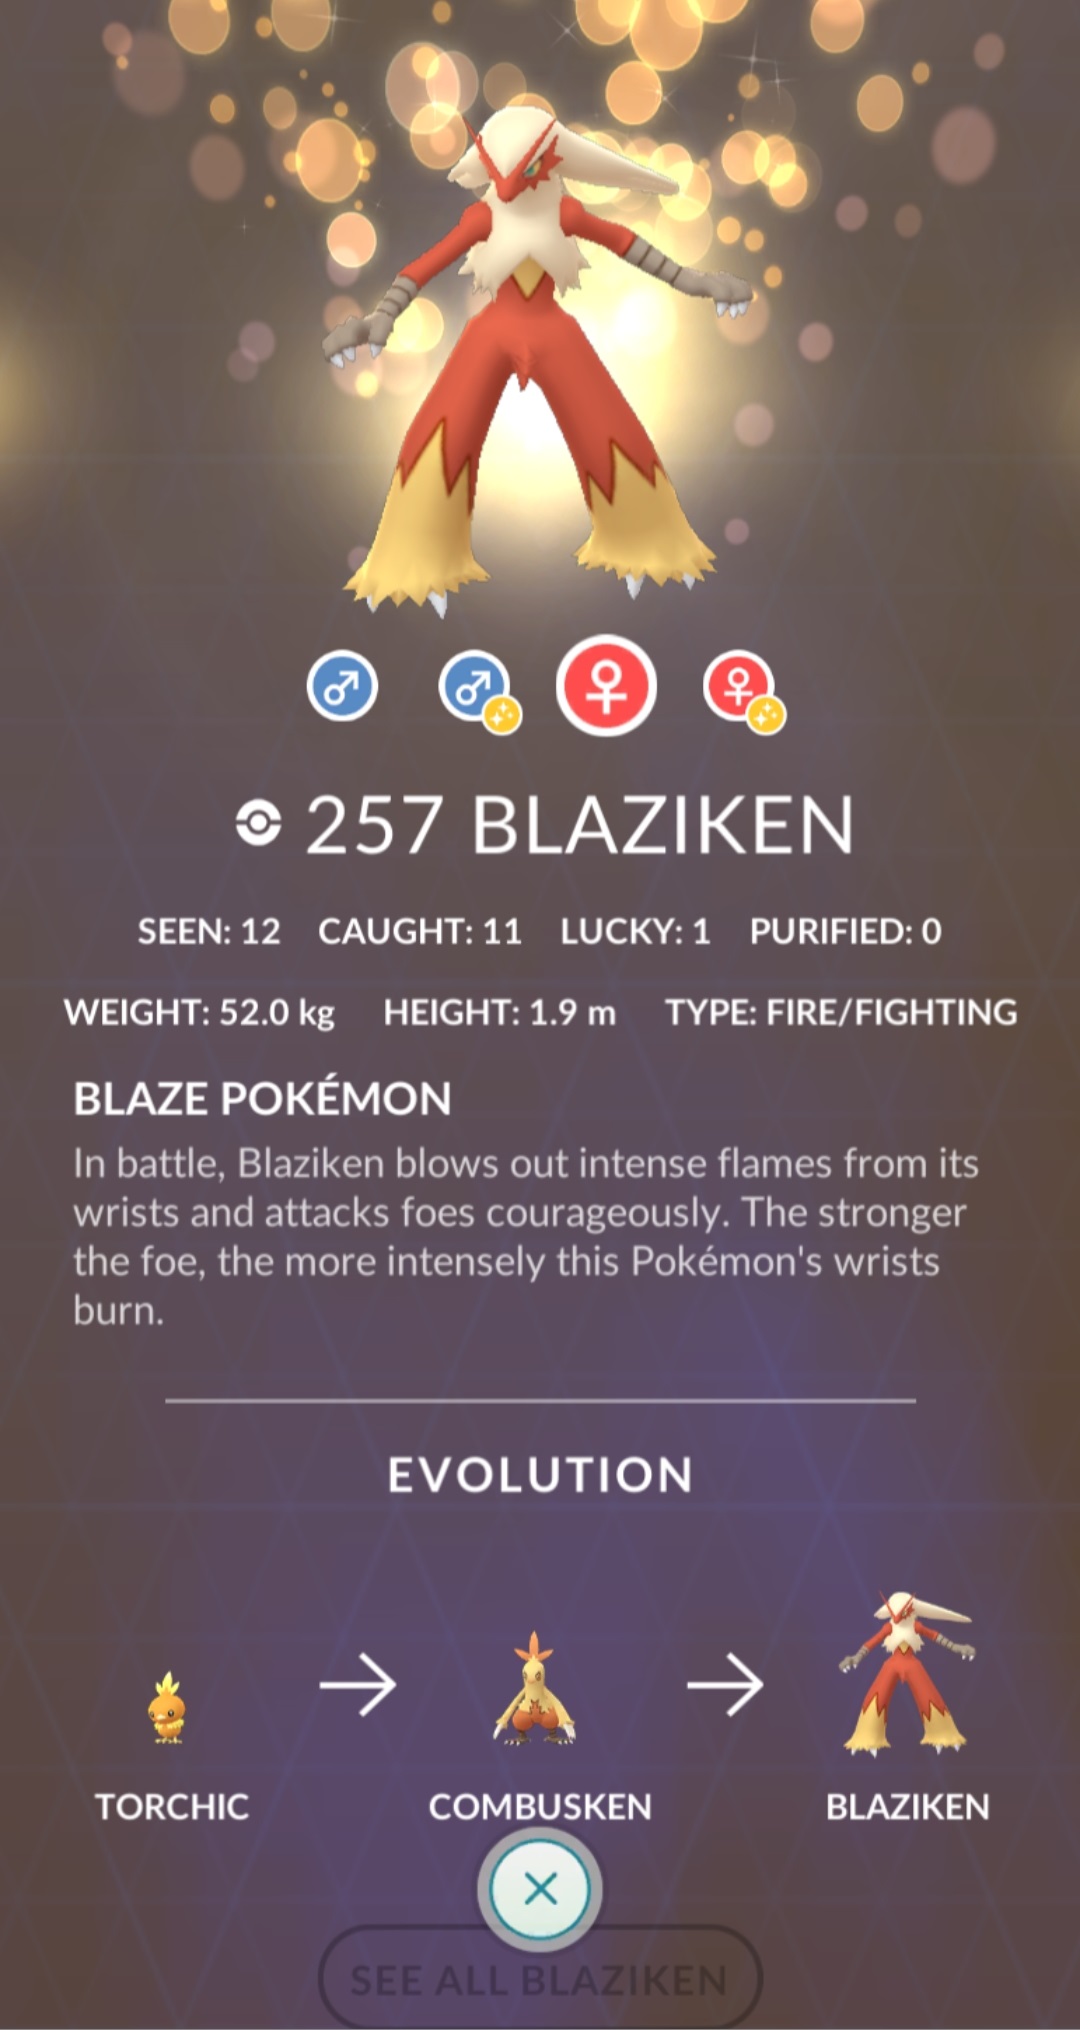 257 BLAZIKEN
SEEN: 12 CAUGHT: 11 LUCKY: 1 PURIFIED: 0
WEIGHT: 52.0 kg HEIGHT: 1.9 m TYPE: FIRE/FIGHTING
BLAZE POKÉMON
In battle, Blaziken blows out intense flames from its
wrists and attacks foes courageously. The stronger
the foe, the more intensely this Pokémon's wrists
burn.
EVOLUTION
TORCHIC COMBUSKEN BLAZIKEN
SEE ALL BLAZIKEN